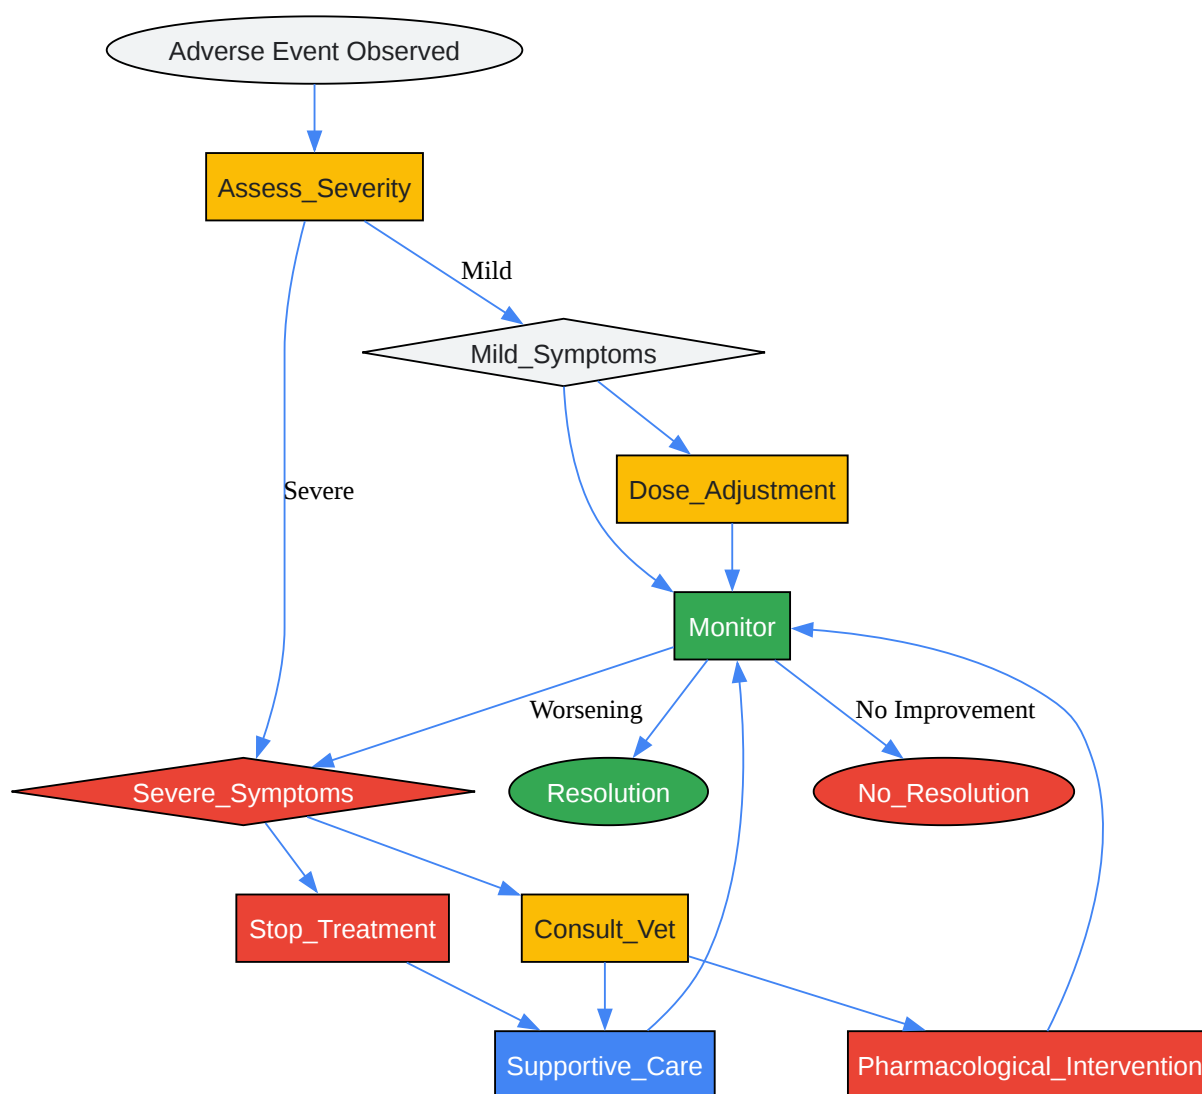 Adverse Event Observed
Assess_Severity
Mild
Mild_Symptoms
Severe
Dose_Adjustment
Monitor
Worsening
No Improvement
Severe_Symptoms
Resolution
No_Resolution
Stop_Treatment
Consult_Vet
Supportive_Care
Pharmacological_Intervention